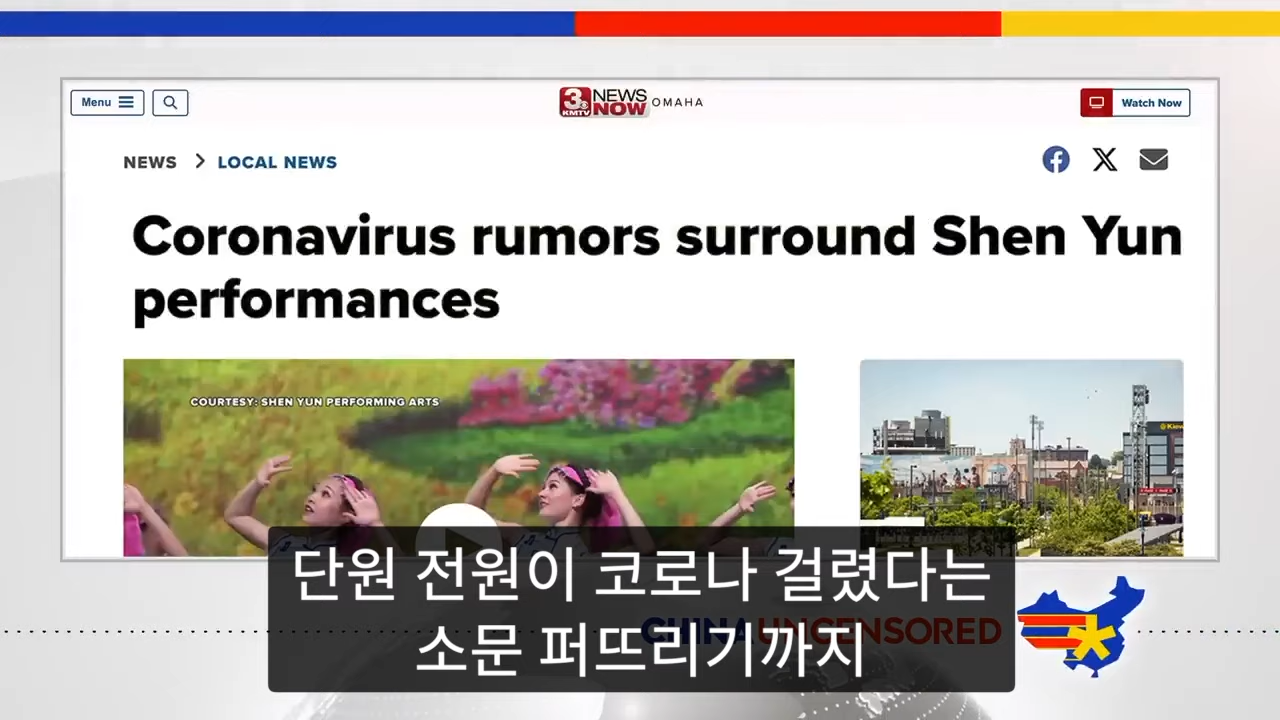 Menu
3 NEWS NOW KMTV OMAHA
Watch Now
NEWS > LOCAL NEWS
Coronavirus rumors surround Shen Yun
performances
COURTESY: SHEN YUN PERFORMING ARTS
단원 전원이 코로나 걸렸다는
소문 퍼뜨리기까지
CHINA UNCENSORED